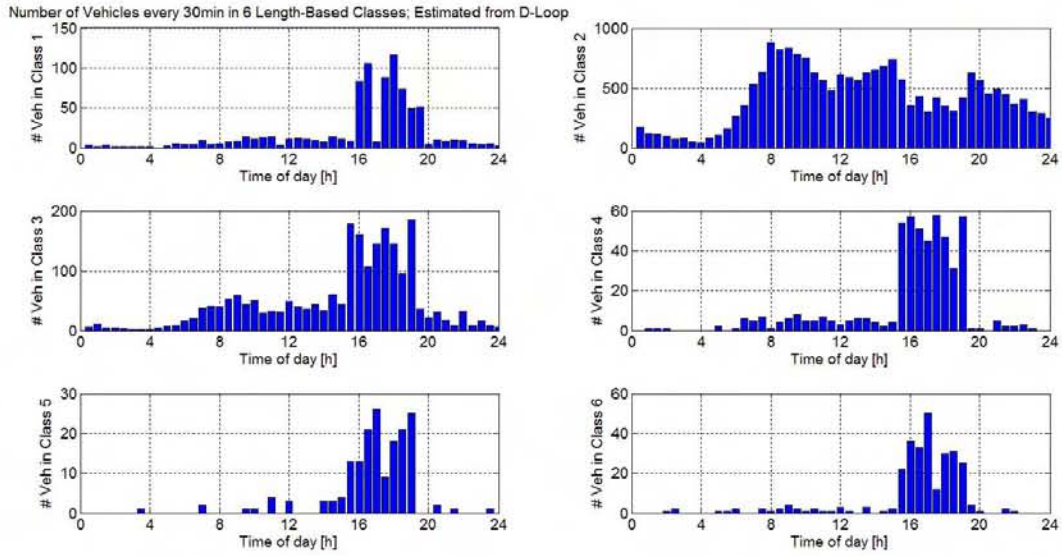 Number of Vehicles every 30min in 6 Length-Based Classes; Estimated from D-Loop
# Veh in Class 1
150
100
50
0
0 4 8 12 16 20 24
Time of day [h]
# Veh in Class 2
1000
500
0
0 4 8 12 16 20 24
Time of day [h]
# Veh in Class 3
200
100
0
0 4 8 12 16 20 24
Time of day [h]
# Veh in Class 4
60
40
20
0
0 4 8 12 16 20 24
Time of day [h]
# Veh in Class 5
30
20
10
0
0 4 8 12 16 20 24
Time of day [h]
# Veh in Class 6
60
40
20
0
0 4 8 12 16 20 24
Time of day [h]